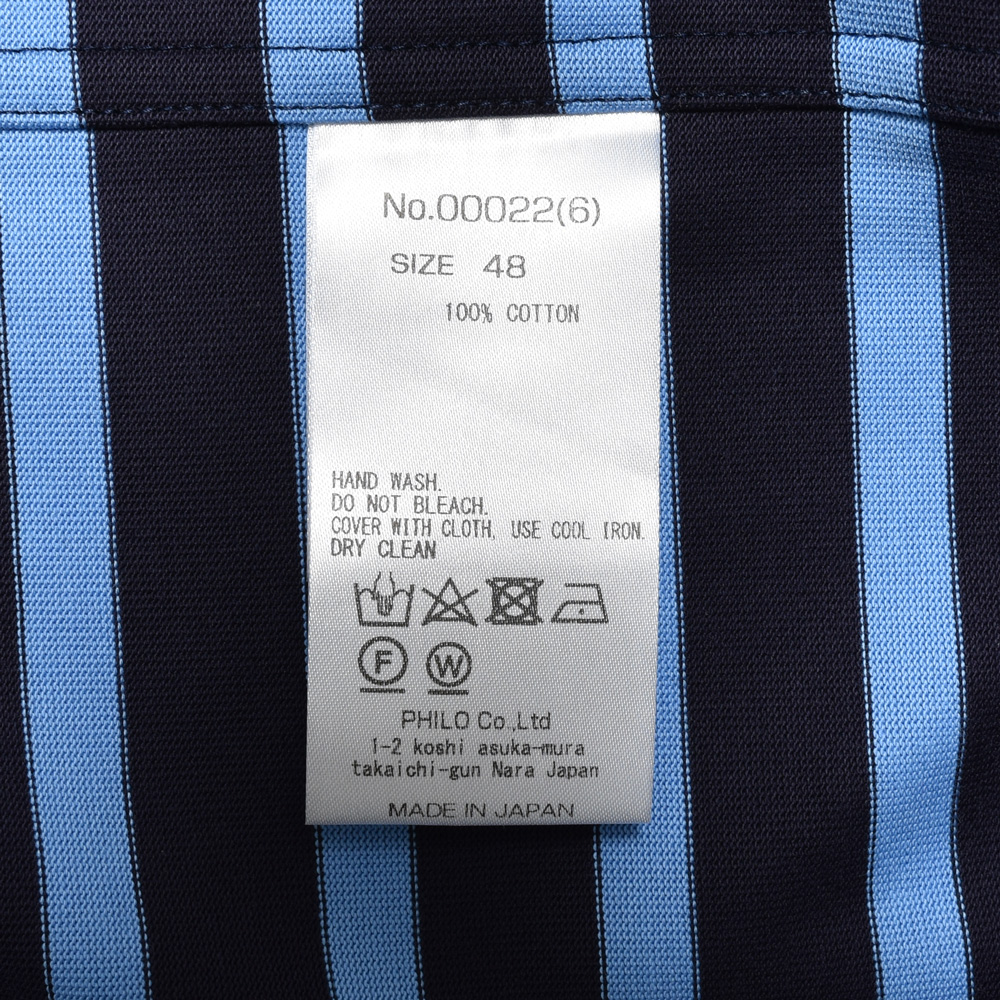 No.00022(6)
SIZE 48
100% COTTON
HAND WASH.
DO NOT BLEACH.
COVER WITH CLOTH, USE COOL IRON.
DRY CLEAN
F W
PHILO Co.,Ltd
1-2 koshi asuka-mura
takaichi-gun Nara Japan
MADE IN JAPAN